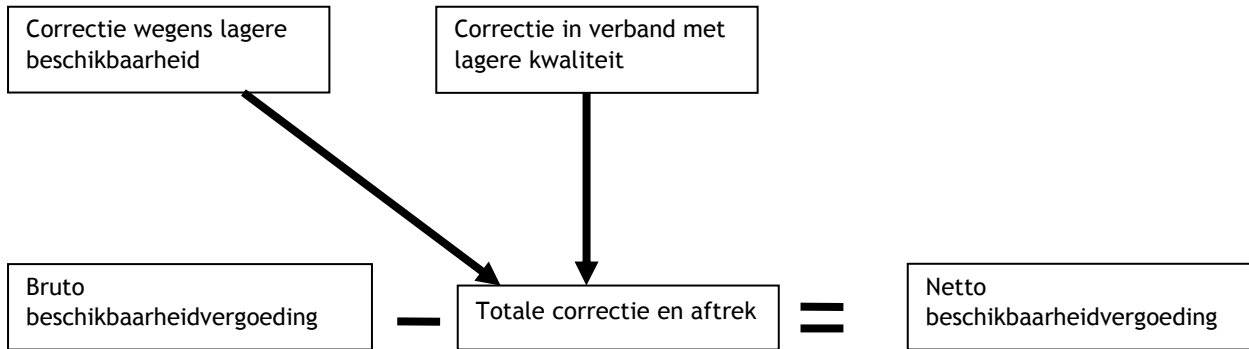 Correctie wegens lagere
beschikbaarheid
Correctie in verband met
lagere kwaliteit
Bruto
beschikbaarheidvergoeding
—
Totale correctie en aftrek
=
Netto
beschikbaarheidvergoeding